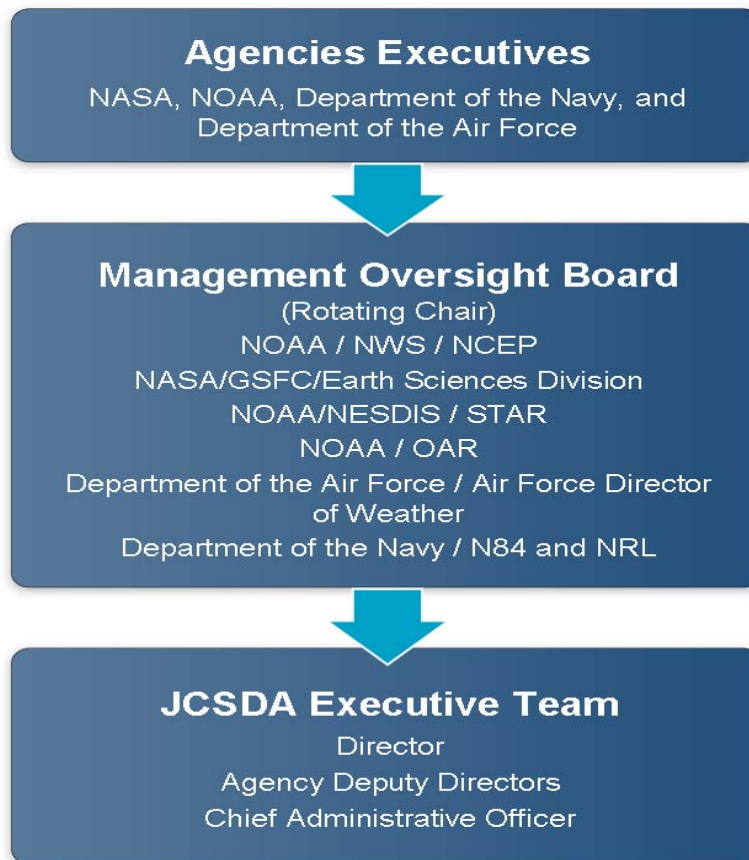 Agencies Executives
NASA, NOAA, Department of the Navy, and
Department of the Air Force
Management Oversight Board
(Rotating Chair)
NOAA / NWS / NCEP
NASA/GSFC/Earth Sciences Division
NOAA/NESDIS / STAR
NOAA / OAR
Department of the Air Force / Air Force Director
of Weather
Department of the Navy / N84 and NRL
JCSDA Executive Team
Director
Agency Deputy Directors
Chief Administrative Officer